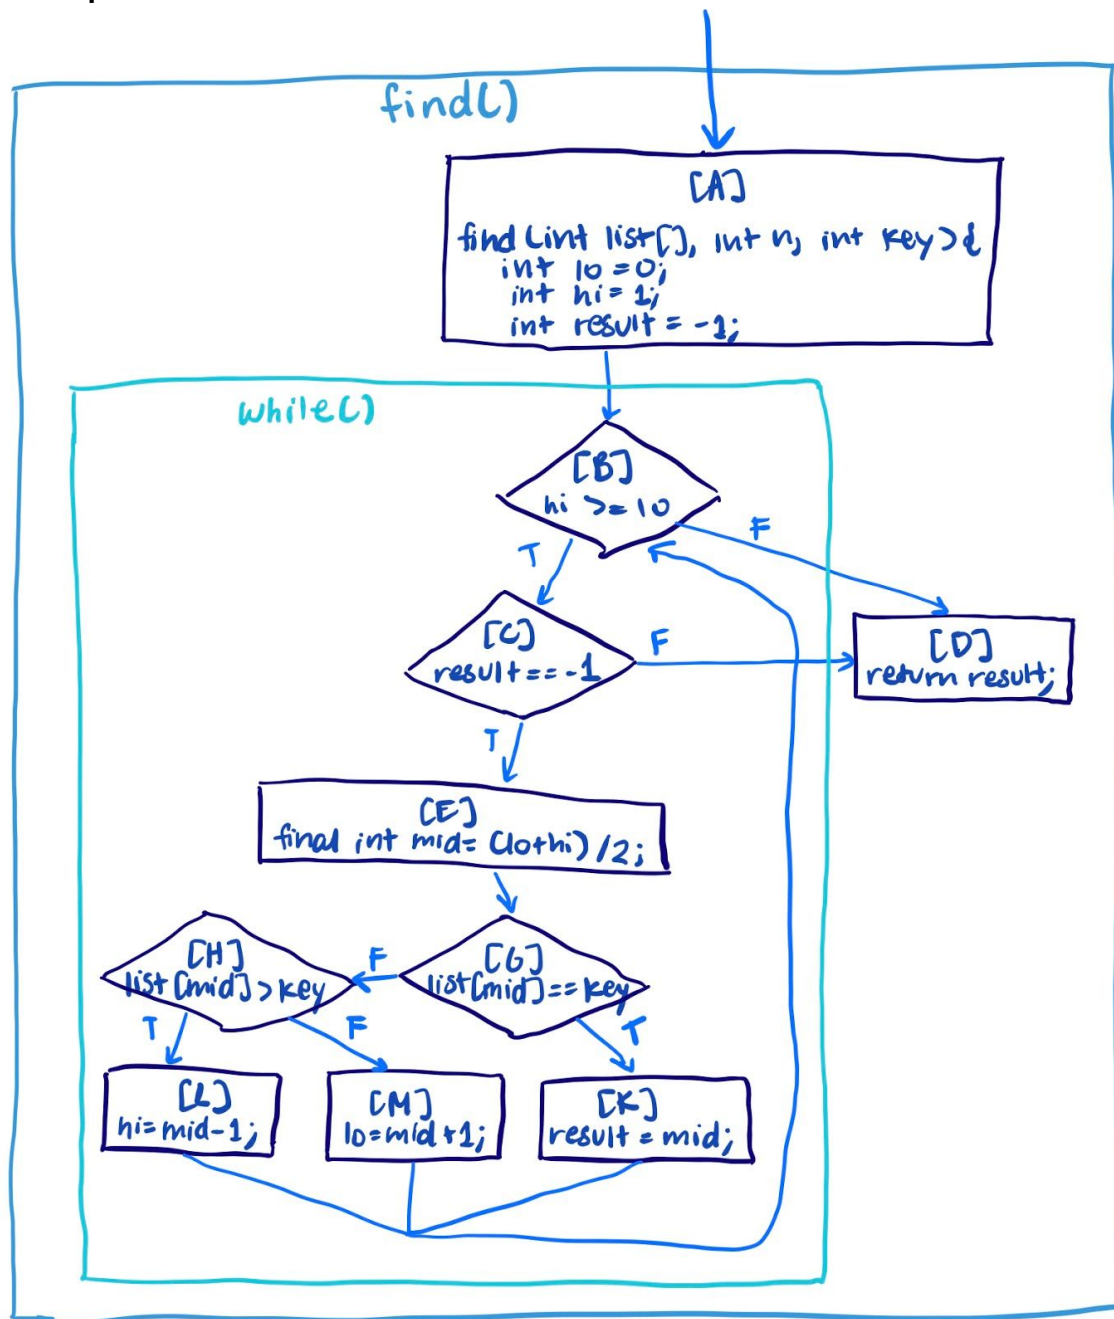 find()
[A]
find (int list[], int n, int key) {
int lo = 0;
int hi = 1;
int result = -1;
while()
[B]
hi >= lo
F
T
[C]
result == -1
F
[D]
return result;
T
[E]
final int mid = (lo+hi) /2;
[H]
list[mid] > key
F
[G]
list[mid] == key
T
F
T
[L]
hi = mid-1;
[M]
lo = mid+1;
[K]
result = mid;